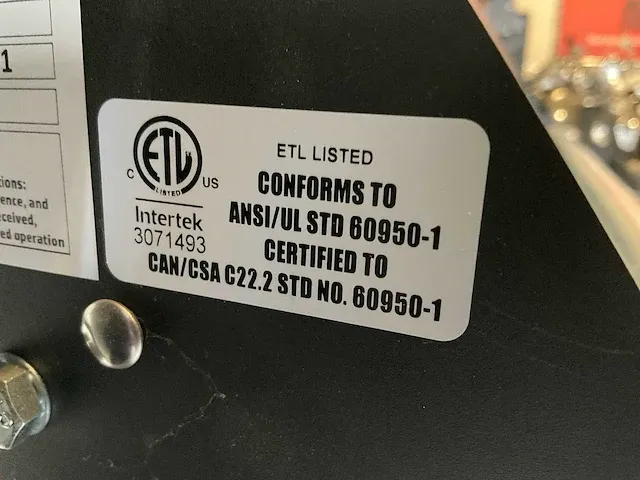 1
tions:
ence, and
eceived,
ed operation
ETL
LISTED
C
US
Intertek
3071493
ETL LISTED
CONFORMS TO
ANSI/UL STD 60950-1
CERTIFIED TO
CAN/CSA C22.2 STD NO. 60950-1